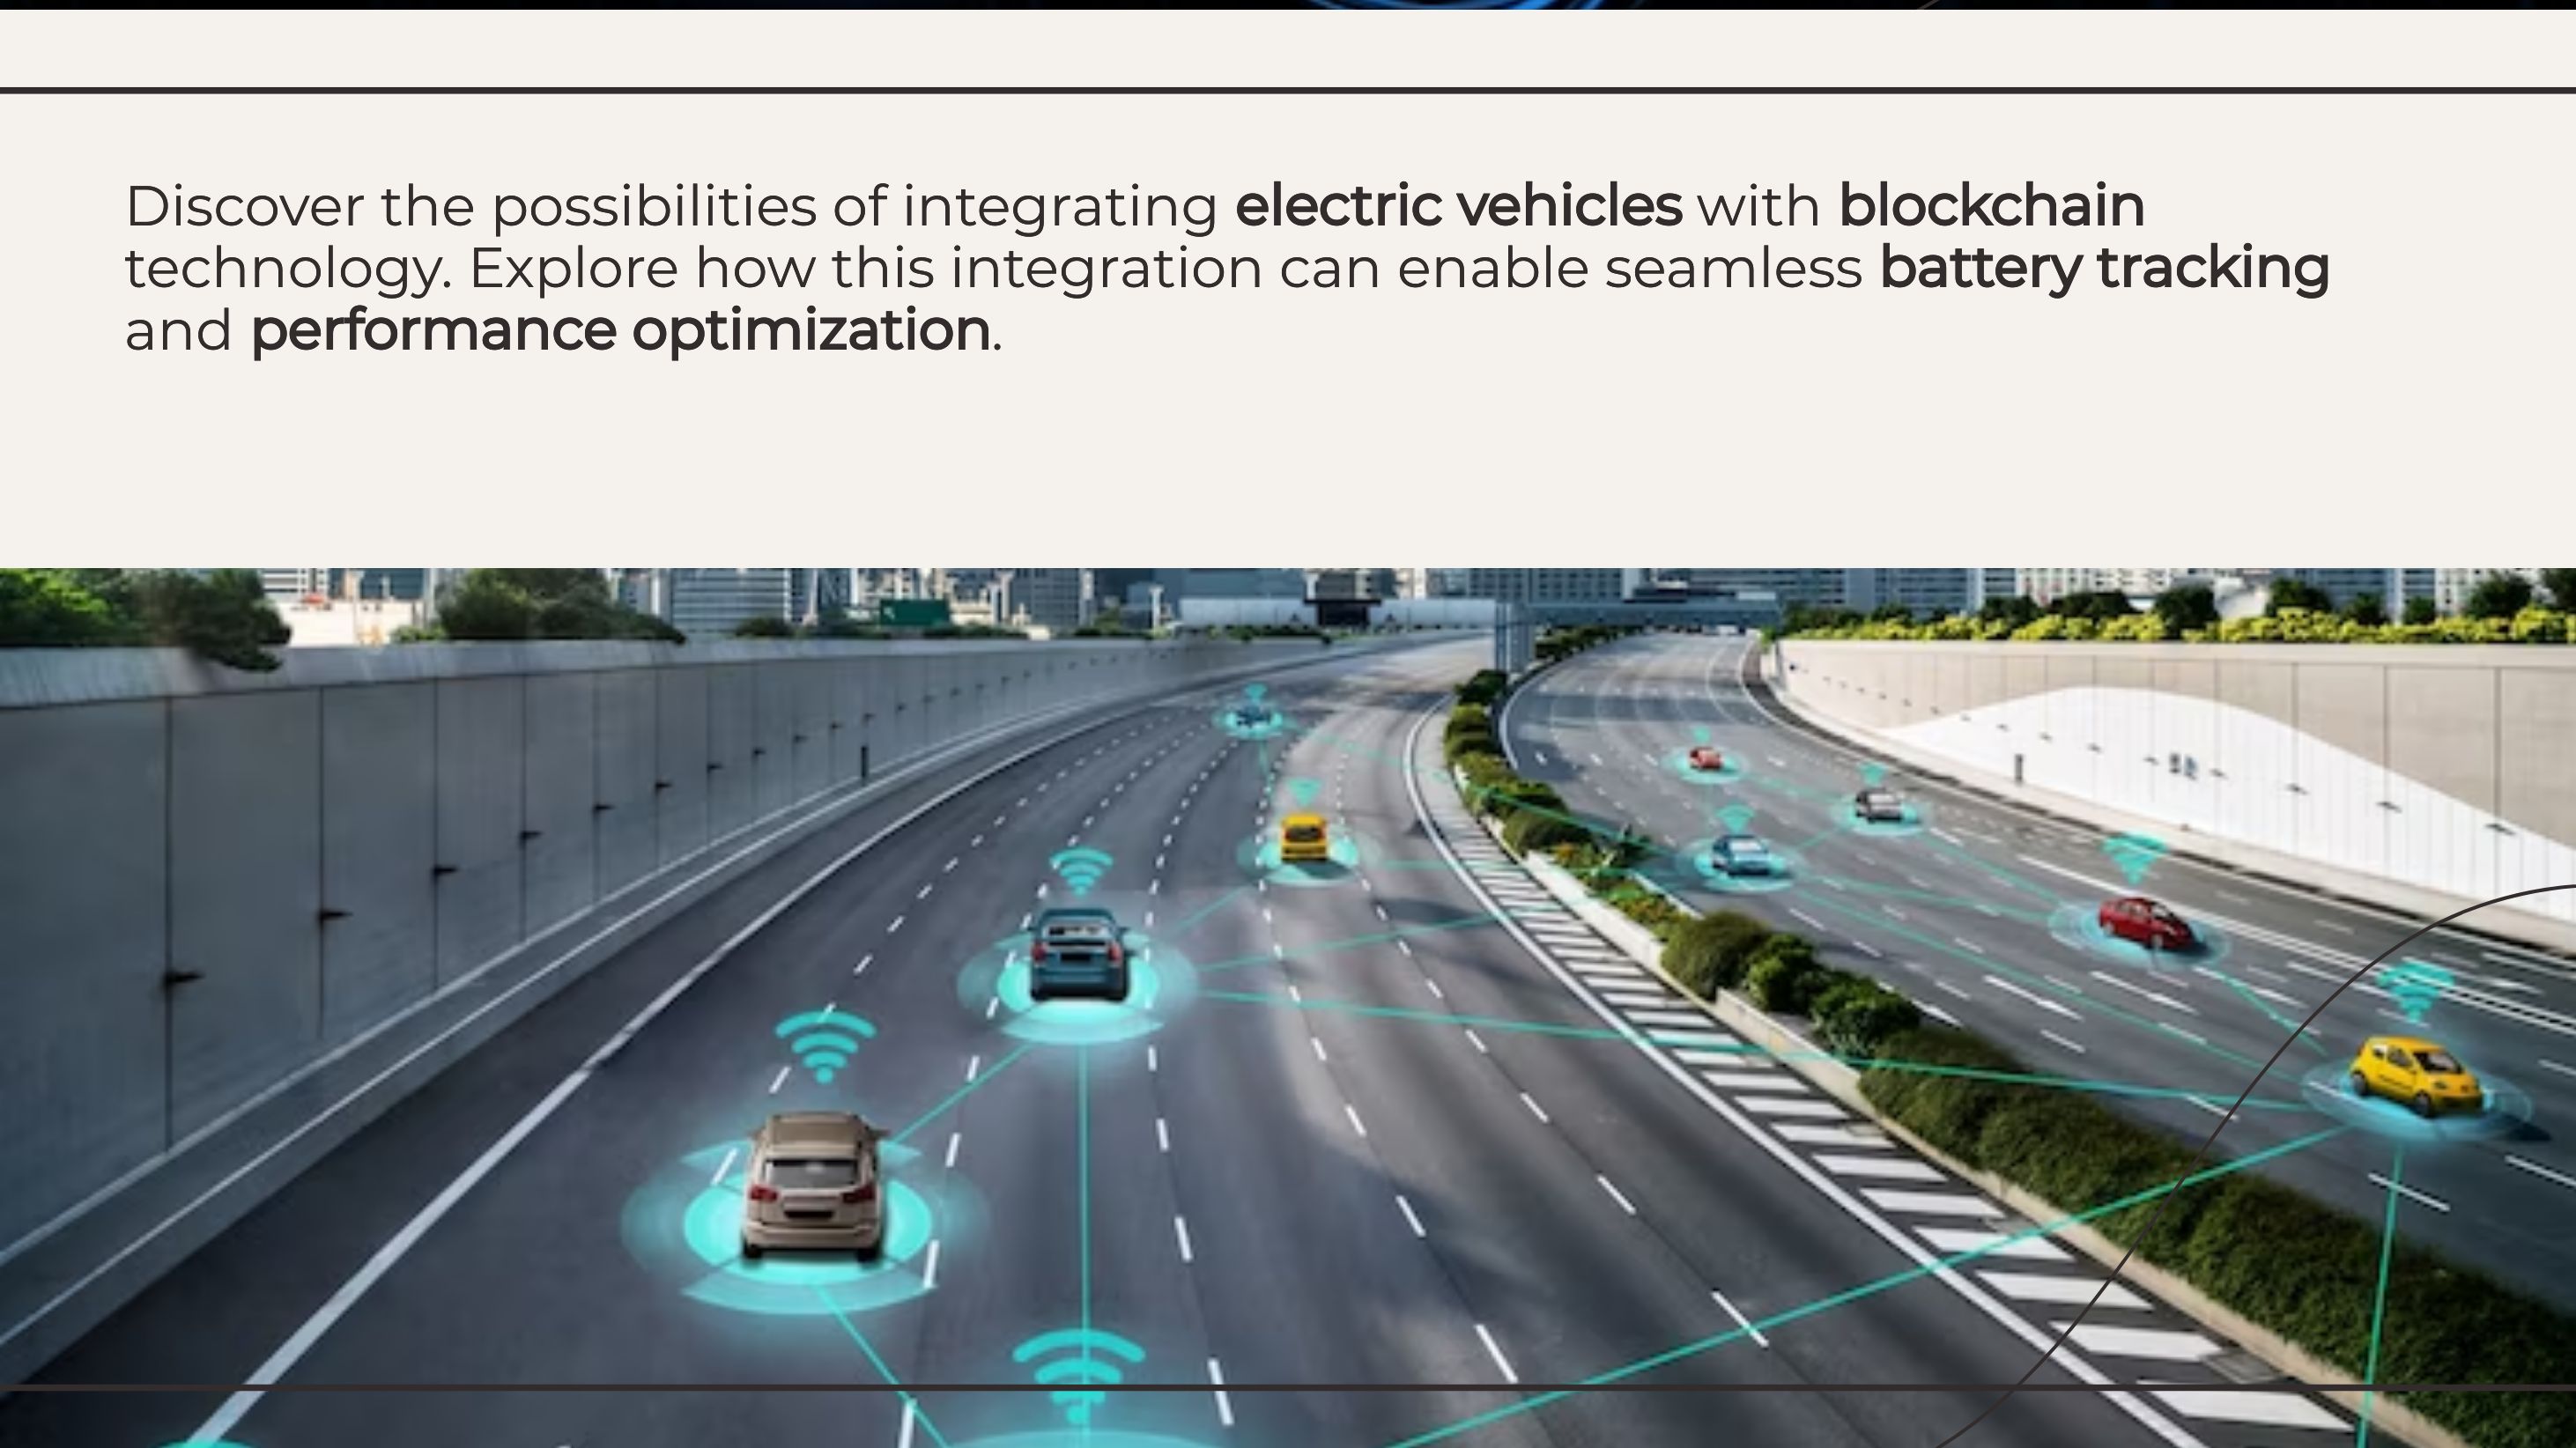 Discover the possibilities of integrating electric vehicles with blockchain
technology. Explore how this integration can enable seamless battery tracking
and performance optimization.